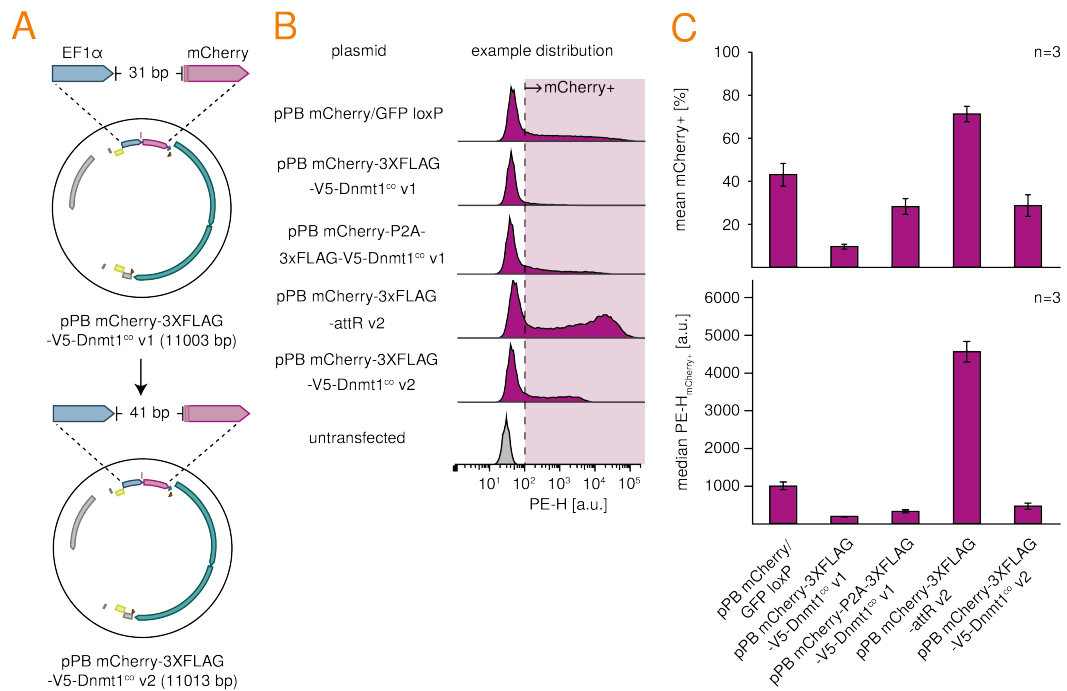 A
EF1α
mCherry
31 bp
pPB mCherry-3XFLAG
-V5-Dnmt1ᶜᵒ v1 (11003 bp)
41 bp
pPB mCherry-3XFLAG
-V5-Dnmt1ᶜᵒ v2 (11013 bp)
B
plasmid
example distribution
mCherry+
pPB mCherry/GFP loxP
pPB mCherry-3XFLAG
-V5-Dnmt1ᶜᵒ v1
pPB mCherry-P2A-
3xFLAG-V5-Dnmt1ᶜᵒ v1
pPB mCherry-3xFLAG
-attR v2
pPB mCherry-3XFLAG
-V5-Dnmt1ᶜᵒ v2
untransfected
10¹ 10² 10³ 10⁴ 10⁵
PE-H [a.u.]
C
n=3
mean mCherry+ [%]
100
80
60
40
20
n=3
median PE-H mCherry+ [a.u.]
6000
5000
4000
3000
2000
1000
pPB mCherry/
GFP loxP
pPB mCherry-3XFLAG
-V5-Dnmt1ᶜᵒ v1
pPB mCherry-P2A-3XFLAG
-V5-Dnmt1ᶜᵒ v1
pPB mCherry-3XFLAG
-attR v2
pPB mCherry-3XFLAG
-V5-Dnmt1ᶜᵒ v2